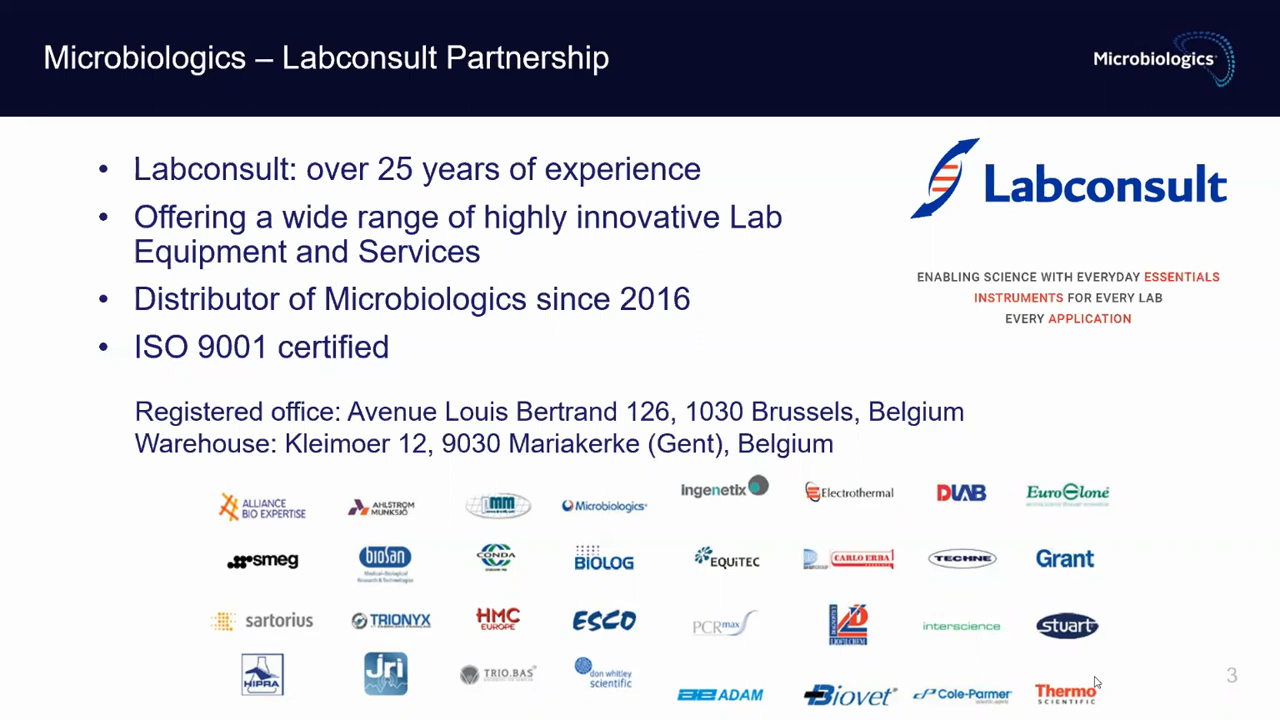 Microbiologics – Labconsult Partnership
Microbiologics
• Labconsult: over 25 years of experience
• Offering a wide range of highly innovative Lab
Equipment and Services
• Distributor of Microbiologics since 2016
• ISO 9001 certified
Labconsult
ENABLING SCIENCE WITH EVERYDAY ESSENTIALS
INSTRUMENTS FOR EVERY LAB
EVERY APPLICATION
Registered office: Avenue Louis Bertrand 126, 1030 Brussels, Belgium
Warehouse: Kleimoer 12, 9030 Mariakerke (Gent), Belgium
ALLIANCE
BIO EXPERTISE
AHLSTROM
MUNKSJÖ
Microbiologics
ingenetix
Electrothermal
DLAB
EuroClone
smeg
biosan
Medical-Biological
Research & Technologies
CONDA
BIOLOG
EQUITEC
CARLO ERBA
TECHNE
Grant
sartorius
TRIONYX
HMC
EUROPE
ESCO
PCRmax
interscience
stuart
HIPRA
jri
TRIO.BAS
don whitley
scientific
ADAM
Biovet
Cole-Parmer
Thermo
SCIENTIFIC
3